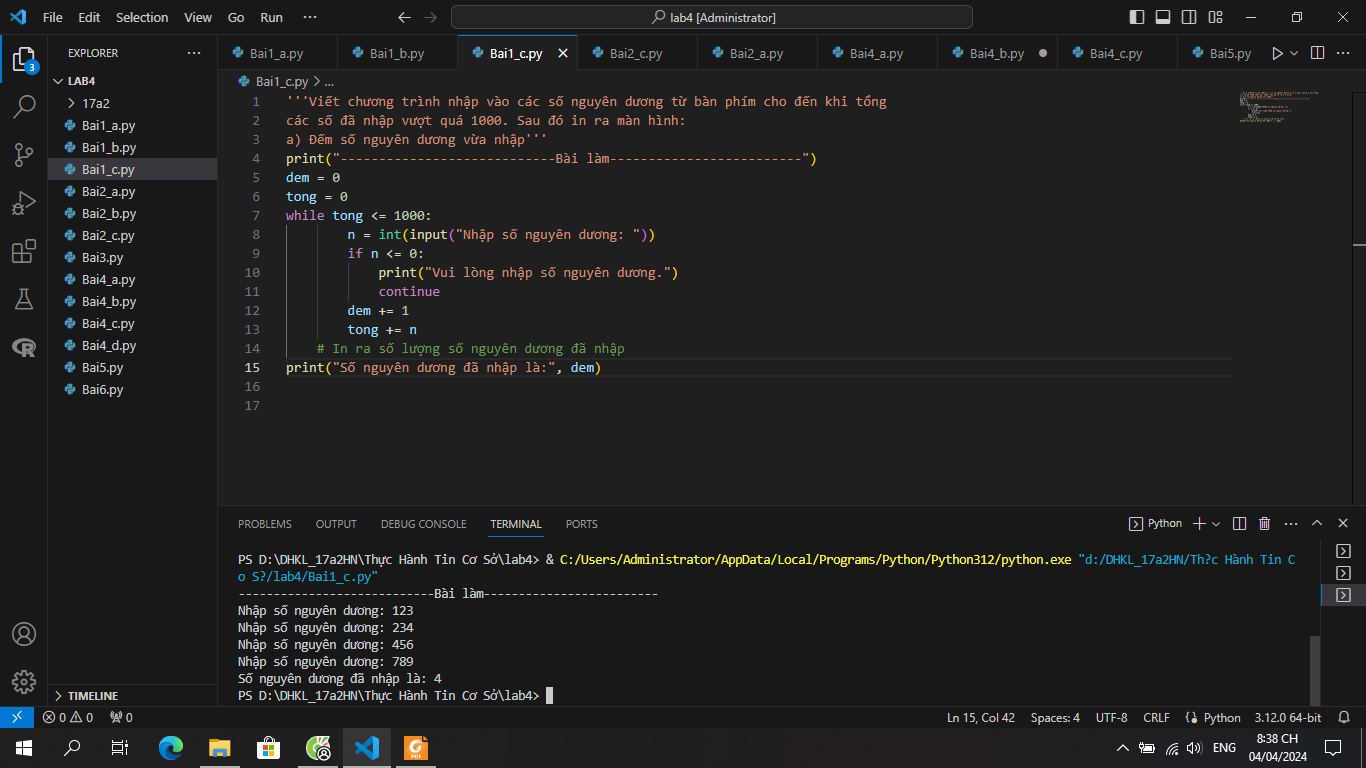 File Edit Selection View Go Run ··· lab4 [Administrator]
EXPLORER ···
Bai1_a.py Bai1_b.py Bai1_c.py Bai2_c.py Bai2_a.py Bai4_a.py Bai4_b.py Bai4_c.py Bai5.py ···
LAB4
17a2
Bai1_a.py
Bai1_b.py
Bai1_c.py
Bai2_a.py
Bai2_b.py
Bai2_c.py
Bai3.py
Bai4_a.py
Bai4_b.py
Bai4_c.py
Bai4_d.py
Bai5.py
Bai6.py
TIMELINE
Bai1_c.py > ...
1 '''Viết chương trình nhập vào các số nguyên dương từ bàn phím cho đến khi tổng
2 các số đã nhập vượt quá 1000. Sau đó in ra màn hình:
3 a) Đếm số nguyên dương vừa nhập'''
4 print("----------------------------Bài làm-------------------------")
5 dem = 0
6 tong = 0
7 while tong <= 1000:
8 n = int(input("Nhập số nguyên dương: "))
9 if n <= 0:
10 print("Vui lòng nhập số nguyên dương.")
11 continue
12 dem += 1
13 tong += n
14 # In ra số lượng số nguyên dương đã nhập
15 print("Số nguyên dương đã nhập là:", dem)
16
17
PROBLEMS OUTPUT DEBUG CONSOLE TERMINAL PORTS Python ···
PS D:\DHKL_17a2HN\Thực Hành Tin Cơ Sở\lab4> & C:/Users/Administrator/AppData/Local/Programs/Python/Python312/python.exe "d:/DHKL_17a2HN/Th?c Hành Tin C
o S?/lab4/Bai1_c.py"
----------------------------Bài làm-------------------------
Nhập số nguyên dương: 123
Nhập số nguyên dương: 234
Nhập số nguyên dương: 456
Nhập số nguyên dương: 789
Số nguyên dương đã nhập là: 4
PS D:\DHKL_17a2HN\Thực Hành Tin Cơ Sở\lab4>
3
0 0 0 Ln 15, Col 42 Spaces: 4 UTF-8 CRLF Python 3.12.0 64-bit
ENG 8:38 CH
04/04/2024